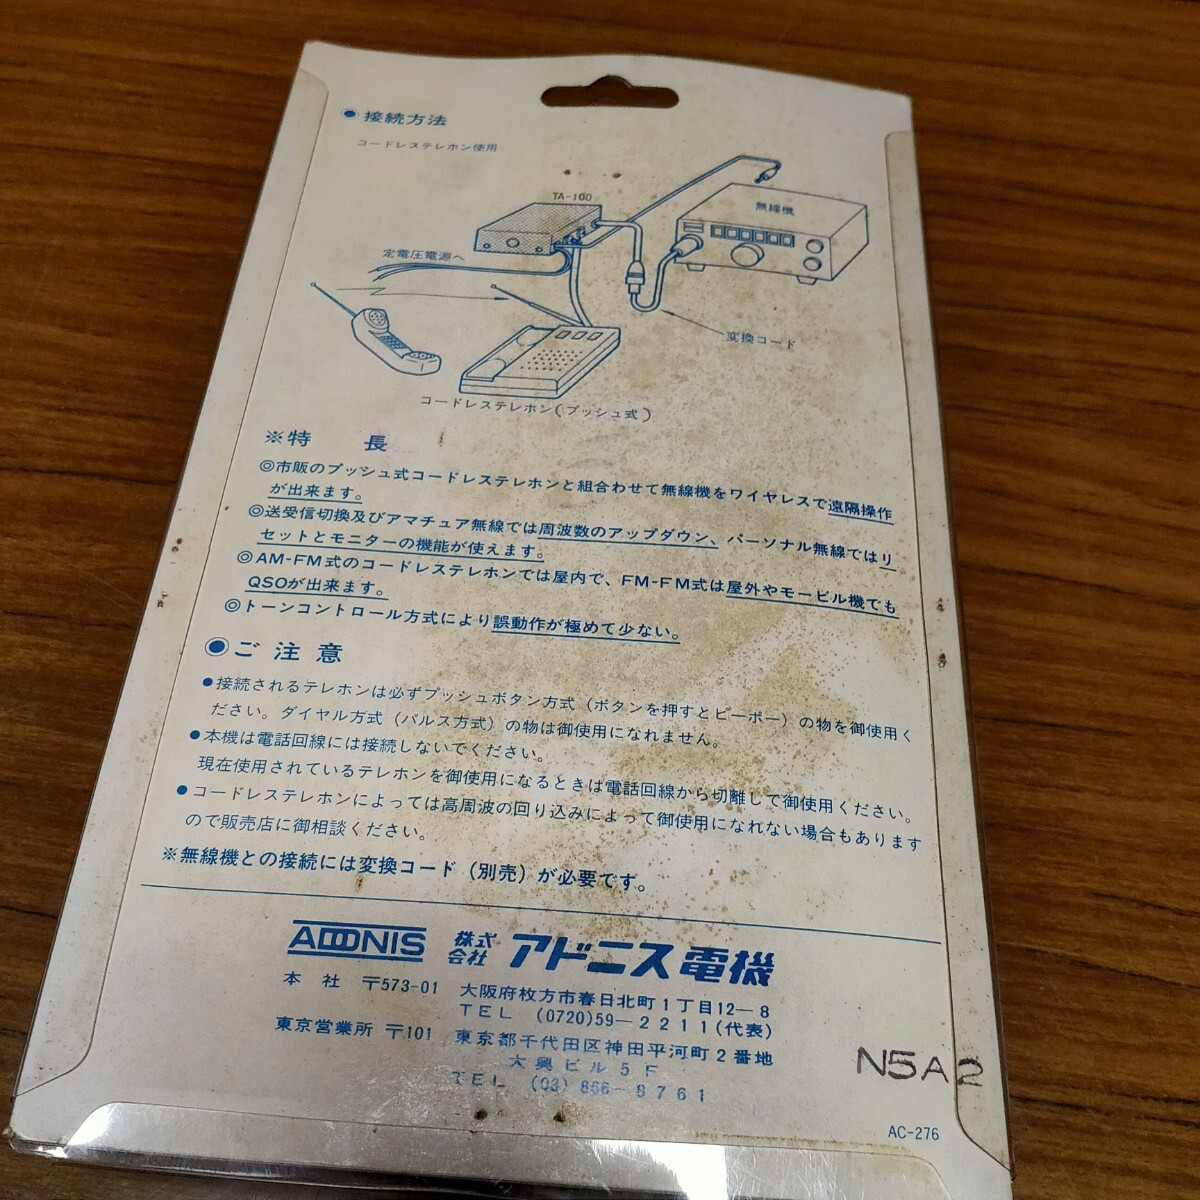 ●接続方法
コードレステレホン使用
TA-100
無線機
定電圧電源へ
変換コード
コードレステレホン(プッシュ式)
※特 長
◎市販のプッシュ式コードレステレホンと組合わせて無線機をワイヤレスで遠隔操作
が出来ます。
◎送受信切換及びアマチュア無線では周波数のアップダウン、パーソナル無線ではリ
セットとモニターの機能が使えます。
◎AM-FM式のコードレステレホンでは屋内で、FM-FM式は屋外やモービル機でも
QSOが出来ます。
◎トーンコントロール方式により誤動作が極めて少ない。
●ご注意
●接続されるテレホンは必ずプッシュボタン方式（ボタンを押すとピーポー）の物を御使用く
ださい。ダイヤル方式（パルス方式）の物は御使用になれません。
●本機は電話回線には接続しないでください。
現在使用されているテレホンを御使用になるときは電話回線から切離して御使用ください。
●コードレステレホンによっては高周波の回り込みによって御使用になれない場合もあります
ので販売店に御相談ください。
※無線機との接続には変換コード（別売）が必要です。
ADONIS 株式会社 アドニス電機
本社 〒573-01 大阪府枚方市春日北町1丁目12-8
TEL (0720)59-2211(代表)
東京営業所 〒101 東京都千代田区神田平河町2番地
大興ビル5F
TEL (03)866-8761
N5A2
AC-276